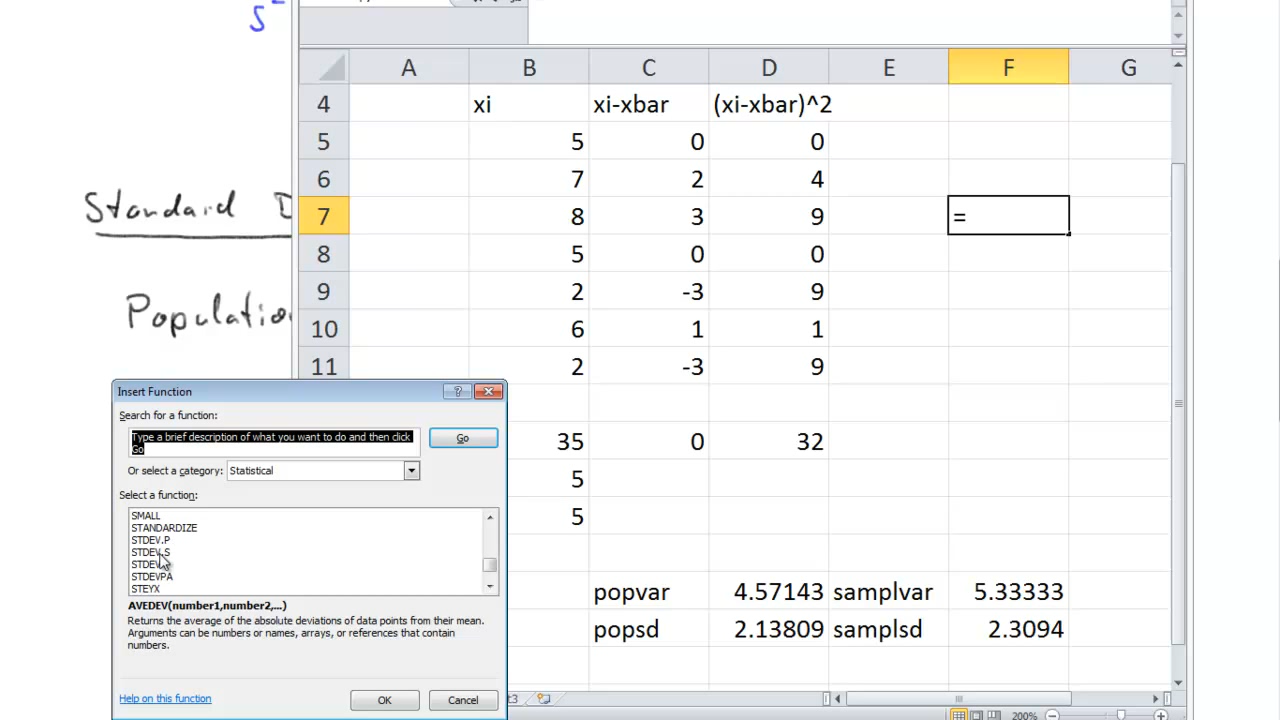 s²
Standard D
Population
A B C D E F G
4 xi xi-xbar (xi-xbar)^2
5 5 0 0
6 7 2 4
7 8 3 9 =
8 5 0 0
9 2 -3 9
10 6 1 1
11 2 -3 9
35 0 32
5
5
popvar 4.57143 samplvar 5.33333
popsd 2.13809 samplsd 2.3094
200%
Insert Function
Search for a function:
Type a brief description of what you want to do and then click
Go
Go
Or select a category: Statistical
Select a function:
SMALL
STANDARDIZE
STDEV.P
STDEV.S
STDEVPA
STEYX
AVEDEV(number1,number2,...)
Returns the average of the absolute deviations of data points from their mean.
Arguments can be numbers or names, arrays, or references that contain
numbers.
Help on this function
OK Cancel